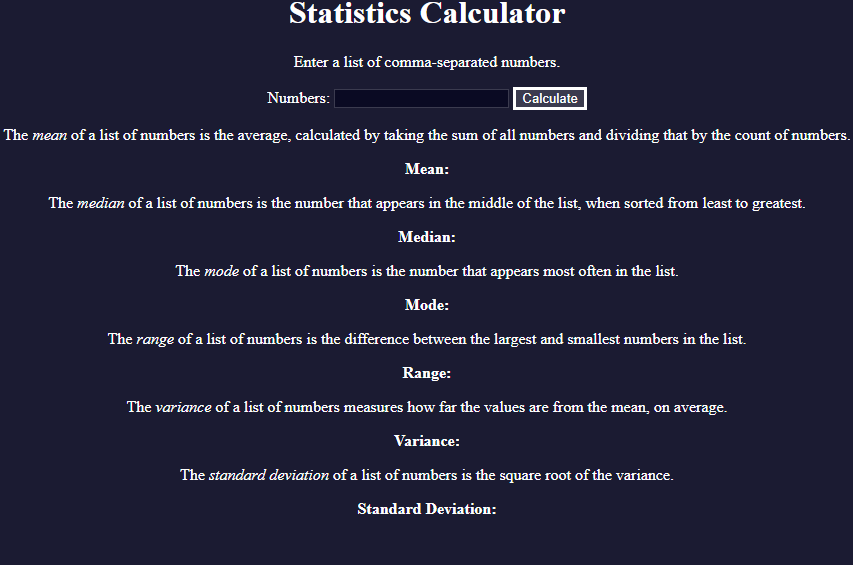 Statistics Calculator
Enter a list of comma-separated numbers.
Numbers: Calculate
The mean of a list of numbers is the average, calculated by taking the sum of all numbers and dividing that by the count of numbers.
Mean:
The median of a list of numbers is the number that appears in the middle of the list, when sorted from least to greatest.
Median:
The mode of a list of numbers is the number that appears most often in the list.
Mode:
The range of a list of numbers is the difference between the largest and smallest numbers in the list.
Range:
The variance of a list of numbers measures how far the values are from the mean, on average.
Variance:
The standard deviation of a list of numbers is the square root of the variance.
Standard Deviation: